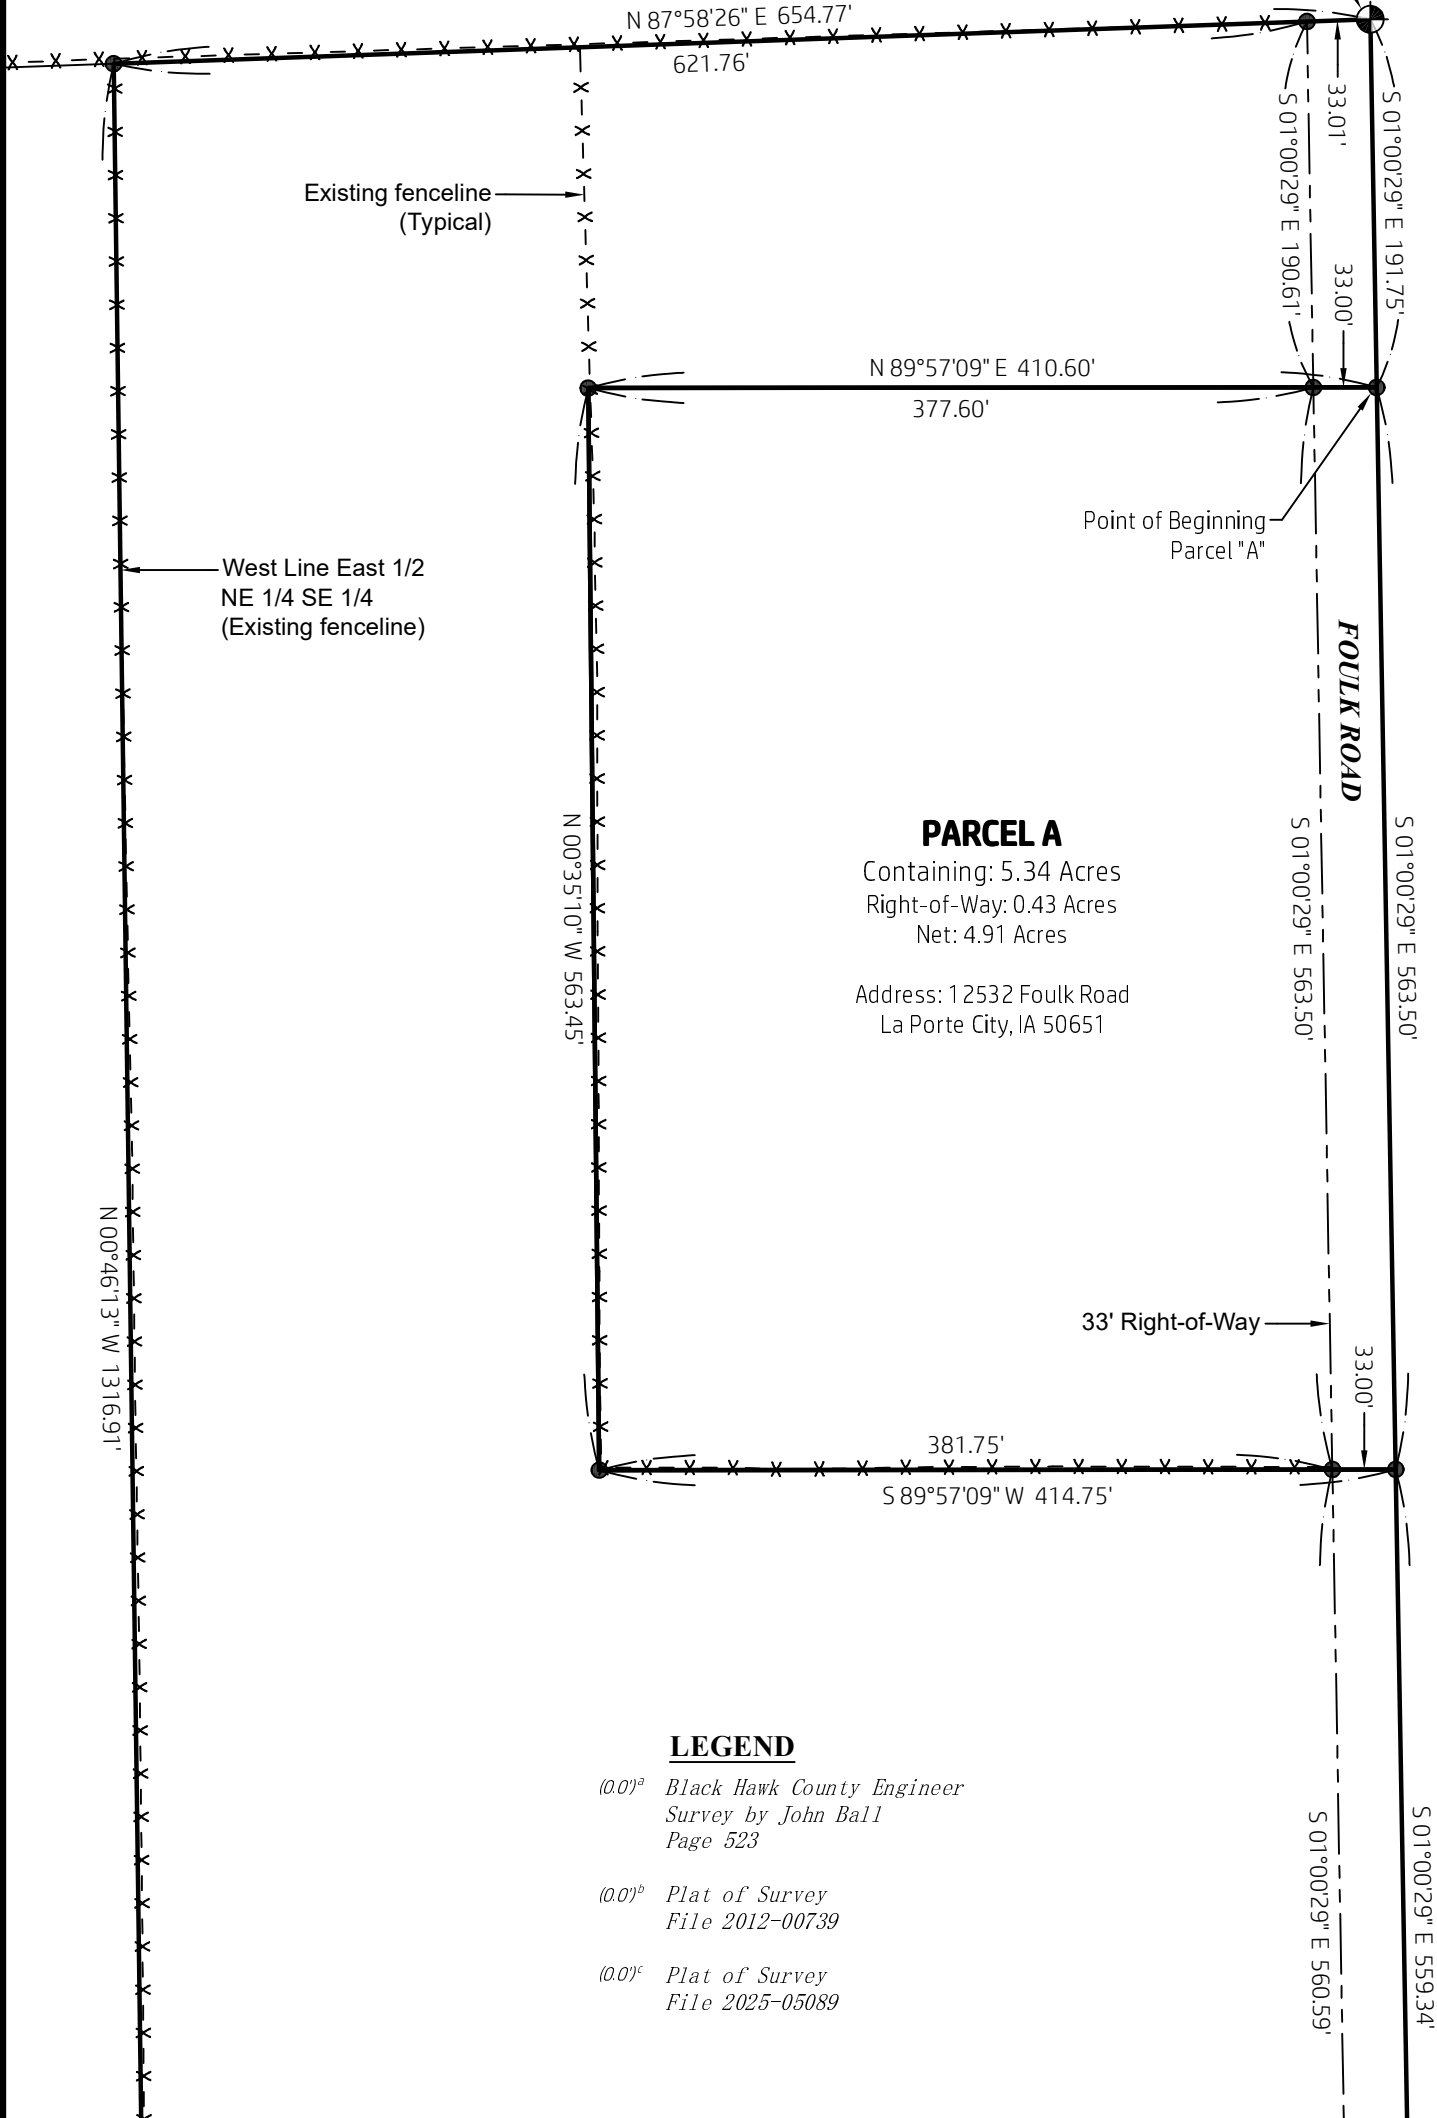 N 87°58'26" E 654.77'
621.76'
33.01'
S 01°00'29" E 190.61'
S 01°00'29" E 191.75'
33.00'
Existing fenceline
(Typical)
N 89°57'09" E 410.60'
377.60'
Point of Beginning
Parcel "A"
West Line East 1/2
NE 1/4 SE 1/4
(Existing fenceline)
FOULK ROAD
N 00°35'10" W 563.45'
PARCEL A
Containing: 5.34 Acres
Right-of-Way: 0.43 Acres
Net: 4.91 Acres
Address: 12532 Foulk Road
La Porte City, IA 50651
S 01°00'29" E 563.50'
S 01°00'29" E 563.50'
N 00°46'13" W 1316.91'
33' Right-of-Way
33.00'
381.75'
S 89°57'09" W 414.75'
LEGEND
(0.0')a Black Hawk County Engineer
Survey by John Ball
Page 523
(0.0')b Plat of Survey
File 2012-00739
(0.0')c Plat of Survey
File 2025-05089
S 01°00'29" E 560.59'
S 01°00'29" E 559.34'